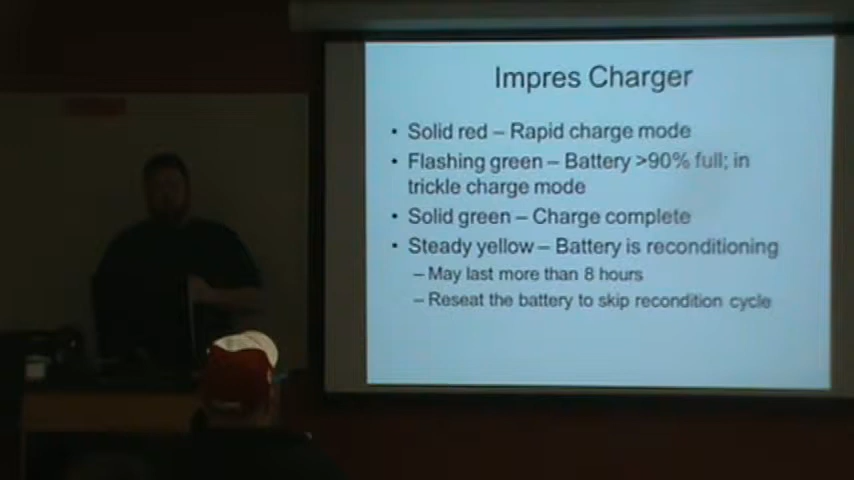 Impres Charger
• Solid red – Rapid charge mode
• Flashing green – Battery >90% full; in
trickle charge mode
• Solid green – Charge complete
• Steady yellow – Battery is reconditioning
– May last more than 8 hours
– Reseat the battery to skip recondition cycle